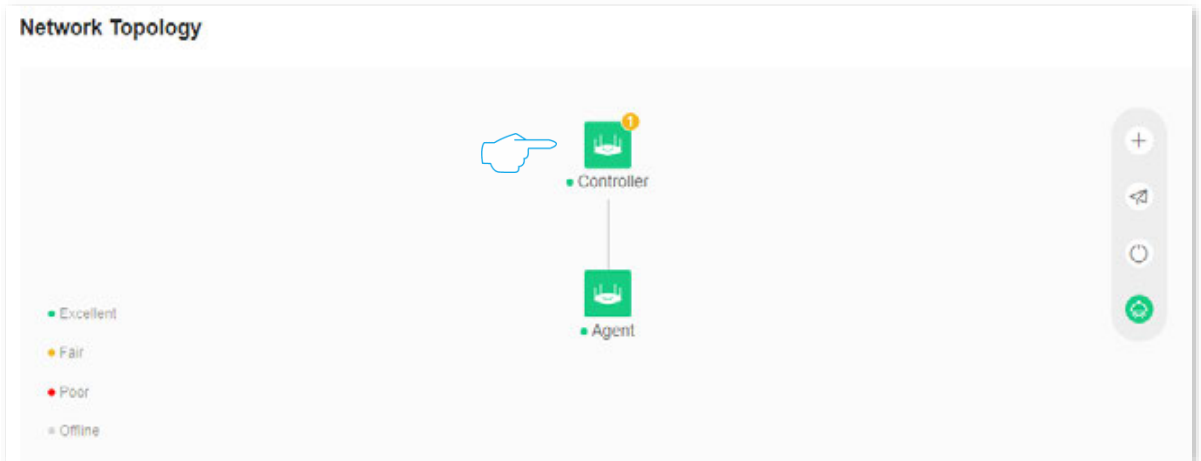 Network Topology
1
Controller
Agent
Excellent
Fair
Poor
Offline